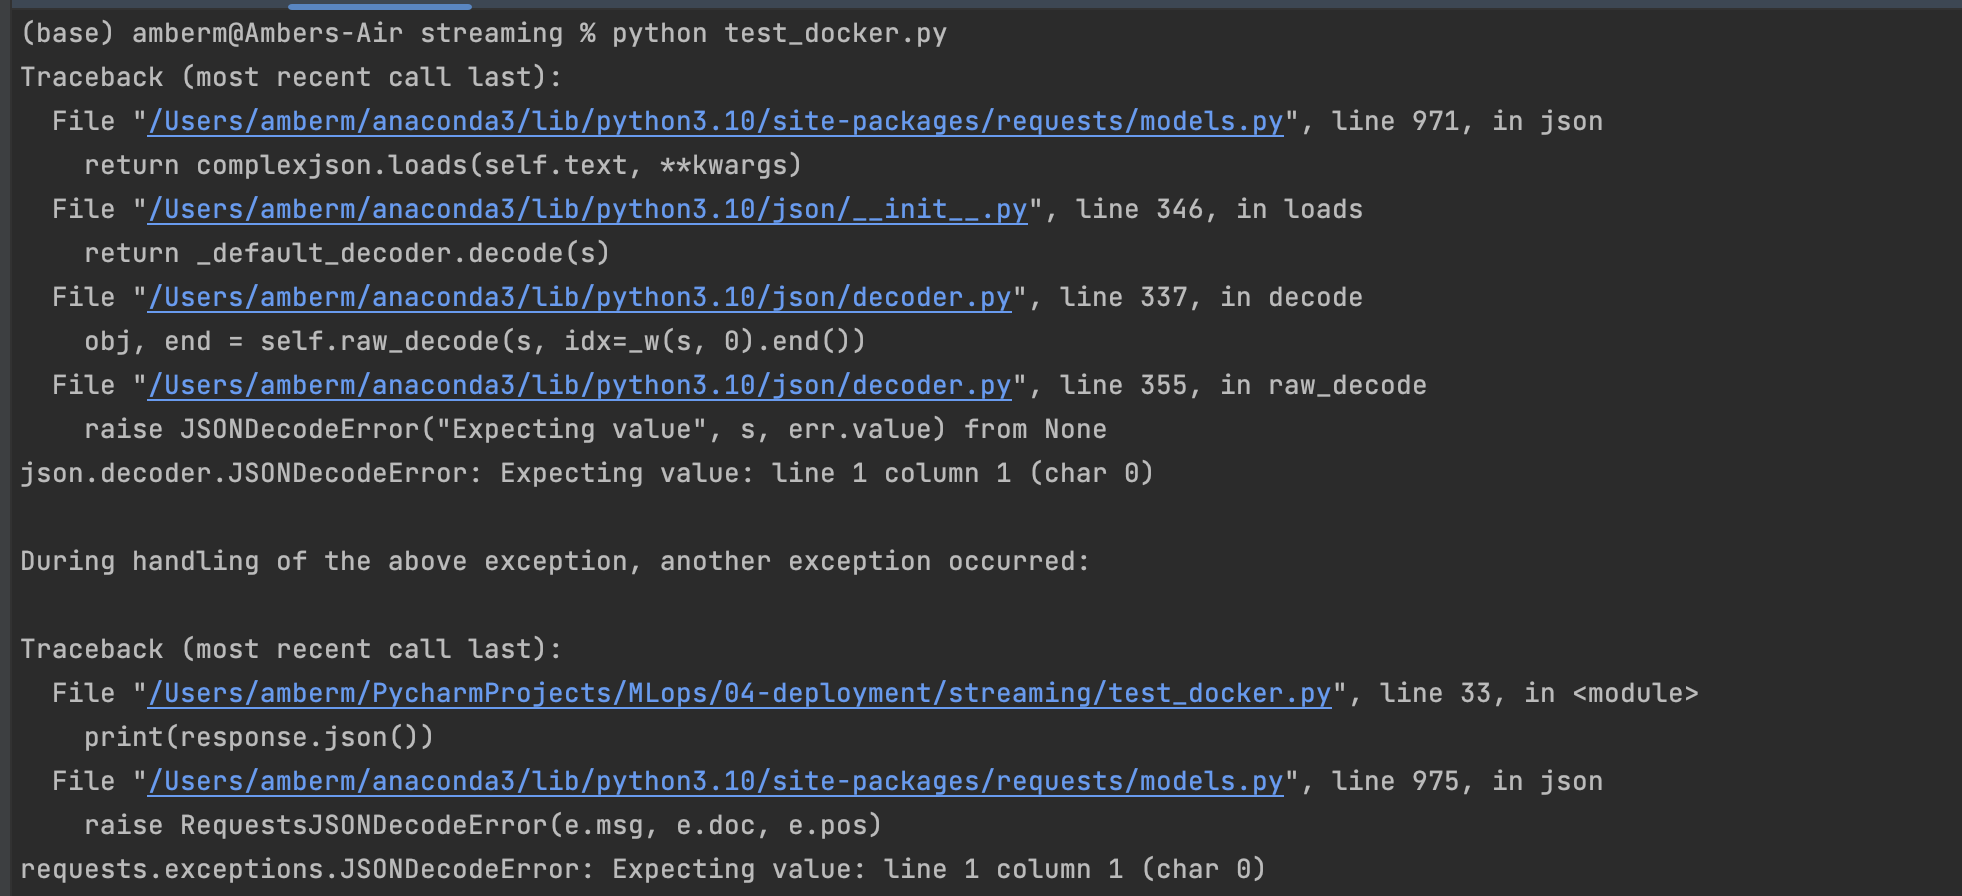 (base) amberm@Ambers-Air streaming % python test_docker.py
Traceback (most recent call last):
  File "/Users/amberm/anaconda3/lib/python3.10/site-packages/requests/models.py", line 971, in json
    return complexjson.loads(self.text, **kwargs)
  File "/Users/amberm/anaconda3/lib/python3.10/json/__init__.py", line 346, in loads
    return _default_decoder.decode(s)
  File "/Users/amberm/anaconda3/lib/python3.10/json/decoder.py", line 337, in decode
    obj, end = self.raw_decode(s, idx=_w(s, 0).end())
  File "/Users/amberm/anaconda3/lib/python3.10/json/decoder.py", line 355, in raw_decode
    raise JSONDecodeError("Expecting value", s, err.value) from None
json.decoder.JSONDecodeError: Expecting value: line 1 column 1 (char 0)

During handling of the above exception, another exception occurred:

Traceback (most recent call last):
  File "/Users/amberm/PycharmProjects/MLops/04-deployment/streaming/test_docker.py", line 33, in <module>
    print(response.json())
  File "/Users/amberm/anaconda3/lib/python3.10/site-packages/requests/models.py", line 975, in json
    raise RequestsJSONDecodeError(e.msg, e.doc, e.pos)
requests.exceptions.JSONDecodeError: Expecting value: line 1 column 1 (char 0)